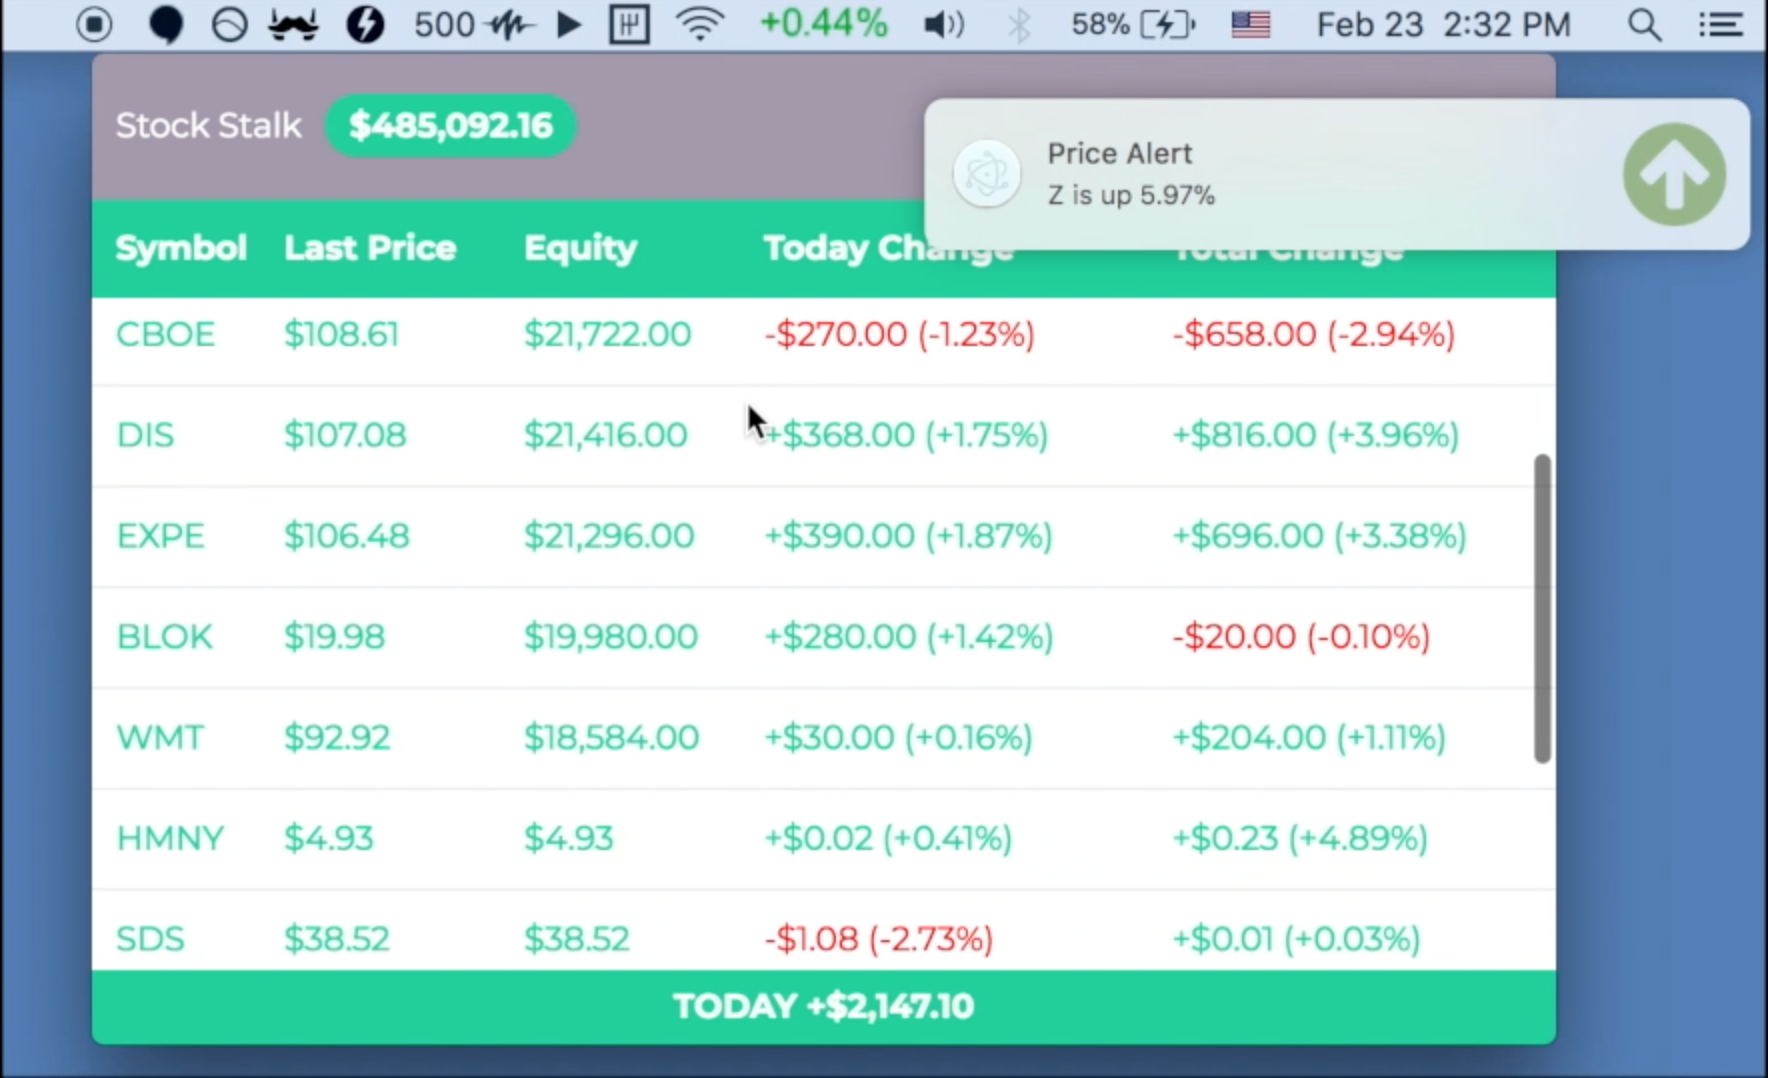 500 +0.44% 58% Feb 23 2:32 PM
Stock Stalk $485,092.16
Price Alert
Z is up 5.97%
Symbol Last Price Equity Today Change Total Change
CBOE $108.61 $21,722.00 -$270.00 (-1.23%) -$658.00 (-2.94%)
DIS $107.08 $21,416.00 +$368.00 (+1.75%) +$816.00 (+3.96%)
EXPE $106.48 $21,296.00 +$390.00 (+1.87%) +$696.00 (+3.38%)
BLOK $19.98 $19,980.00 +$280.00 (+1.42%) -$20.00 (-0.10%)
WMT $92.92 $18,584.00 +$30.00 (+0.16%) +$204.00 (+1.11%)
HMNY $4.93 $4.93 +$0.02 (+0.41%) +$0.23 (+4.89%)
SDS $38.52 $38.52 -$1.08 (-2.73%) +$0.01 (+0.03%)
TODAY +$2,147.10